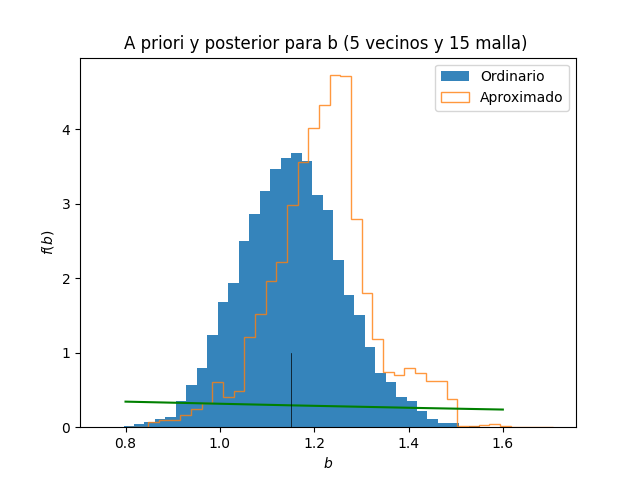 A priori y posterior para b (5 vecinos y 15 malla)
Ordinario
Aproximado
f(b)
4
3
2
1
0
0.8 1.0 1.2 1.4 1.6
b